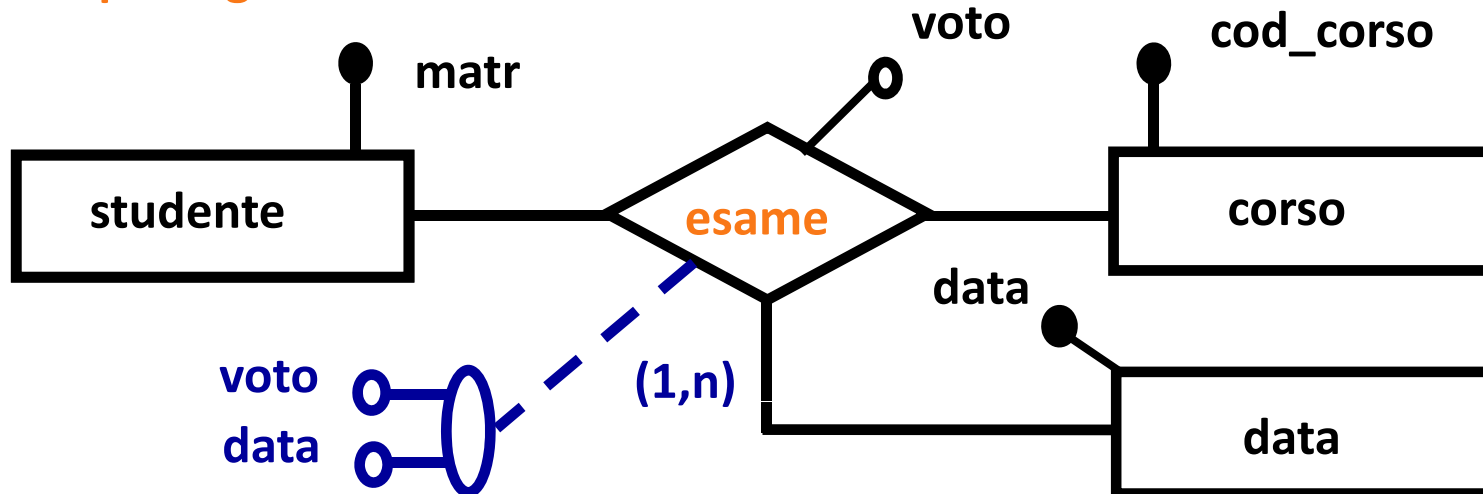 voto
cod_corso
matr
studente
esame
corso
data
voto
(1,n)
data
data